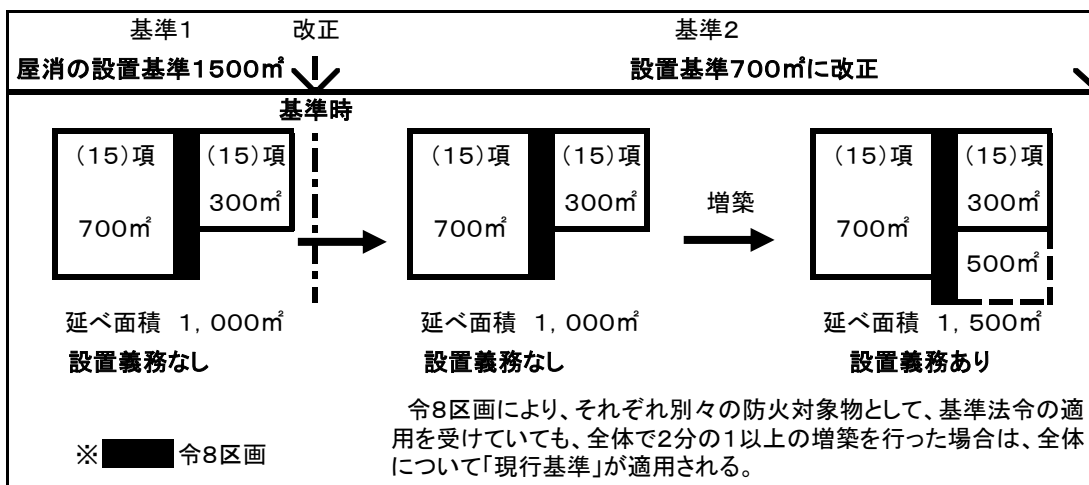 基準1 改正 基準2
屋消の設置基準1500㎡ 設置基準700㎡に改正
基準時
(15)項 (15)項 (15)項 (15)項 (15)項 (15)項
300㎡ 300㎡ 増築 300㎡
700㎡ 700㎡ 700㎡
500㎡
延べ面積 1,000㎡ 延べ面積 1,000㎡ 延べ面積 1,500㎡
設置義務なし 設置義務なし 設置義務あり
令8区画により、それぞれ別々の防火対象物として、基準法令の適
用を受けていても、全体で2分の1以上の増築を行った場合は、全体
について「現行基準」が適用される。
※ 令8区画